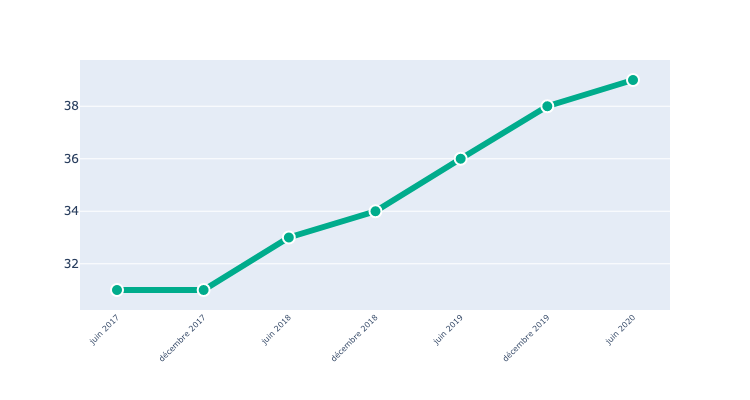 38
36
34
32
juin 2017
décembre 2017
juin 2018
décembre 2018
juin 2019
décembre 2019
juin 2020